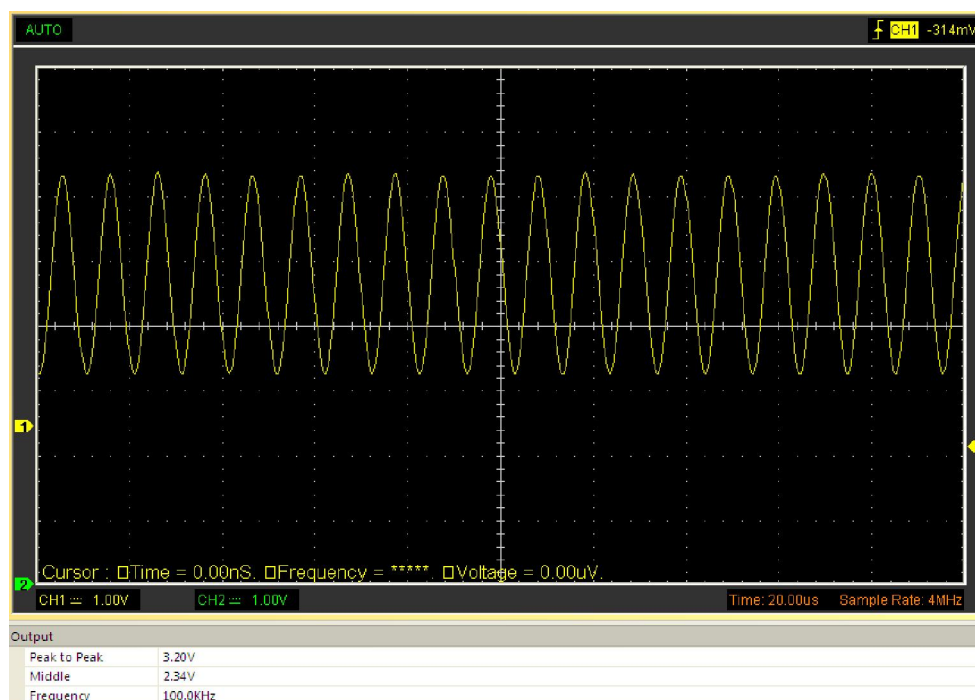 AUTO
CH1 -314mV
1
Cursor : □Time = 0.00nS. □Frequency = *****. □Voltage = 0.00uV.
2
CH1 1.00V CH2 1.00V Time: 20.00us Sample Rate: 4MHz
Output
Peak to Peak 3.20V
Middle 2.34V
Frequency 100.0KHz